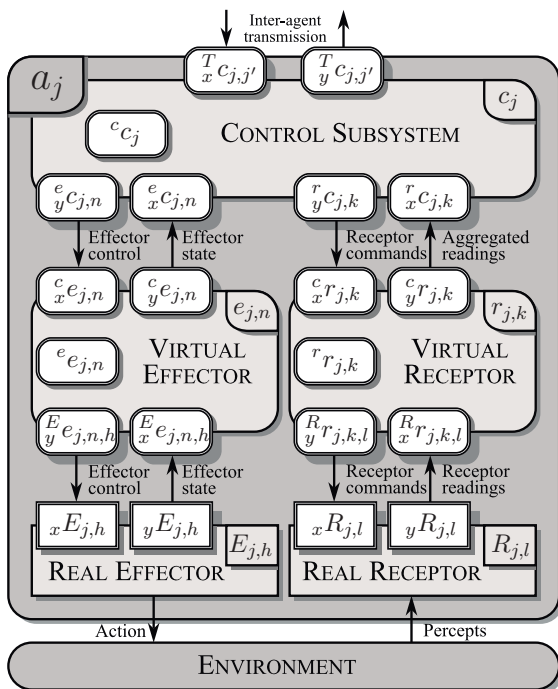 Inter-agent
transmission
a_j
^T_x c_{j,j'}
^T_y c_{j,j'}
c_j
^c c_j
CONTROL SUBSYSTEM
^e_y c_{j,n}
^e_x c_{j,n}
^r_y c_{j,k}
^r_x c_{j,k}
Effector
control
Effector
state
Receptor
commands
Aggregated
readings
^c_x e_{j,n}
^c_y e_{j,n}
e_{j,n}
^c_x r_{j,k}
^c_y r_{j,k}
r_{j,k}
^e e_{j,n}
VIRTUAL
EFFECTOR
^r r_{j,k}
VIRTUAL
RECEPTOR
^E_y e_{j,n,h}
^E_x e_{j,n,h}
^R_y r_{j,k,l}
^R_x r_{j,k,l}
Effector
control
Effector
state
Receptor
commands
Receptor
readings
_x E_{j,h}
_y E_{j,h}
E_{j,h}
_x R_{j,l}
_y R_{j,l}
R_{j,l}
REAL EFFECTOR
REAL RECEPTOR
Action
Percepts
ENVIRONMENT